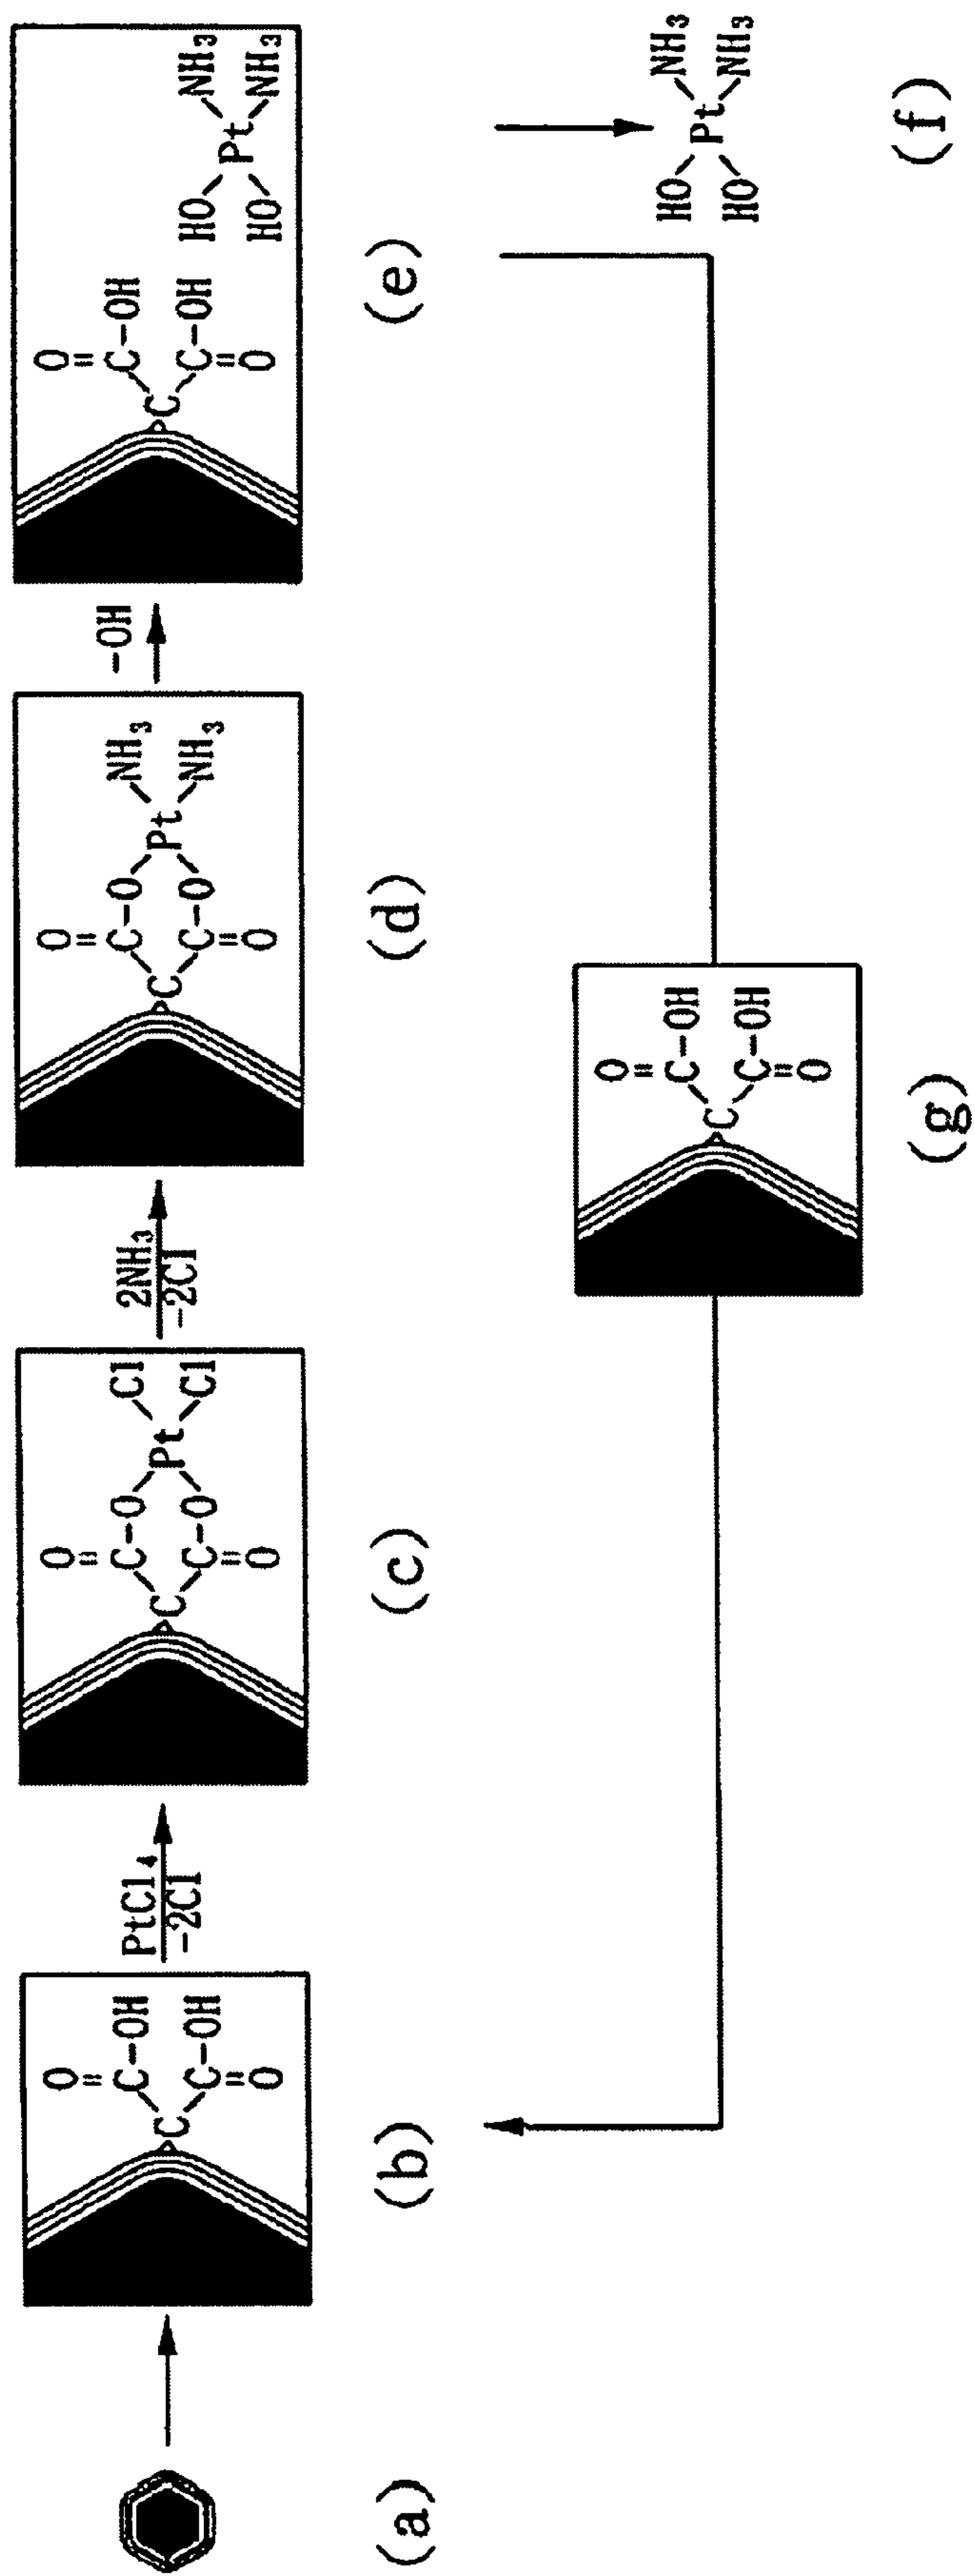 (a)
O
=
C-OH
C
C-OH
=
O
(b)
PtCl₄
-2Cl
O
=
C-O
Cl
C
Pt
C-O
Cl
=
O
(c)
2NH₃
-2Cl
O
=
C-O
NH₃
C
Pt
C-O
NH₃
=
O
(d)
-OH
O
=
C-OH
C
C-OH
=
O
HO
NH₃
Pt
HO
NH₃
(e)
HO
NH₃
Pt
HO
NH₃
(f)
O
=
C-OH
C
C-OH
=
O
(g)